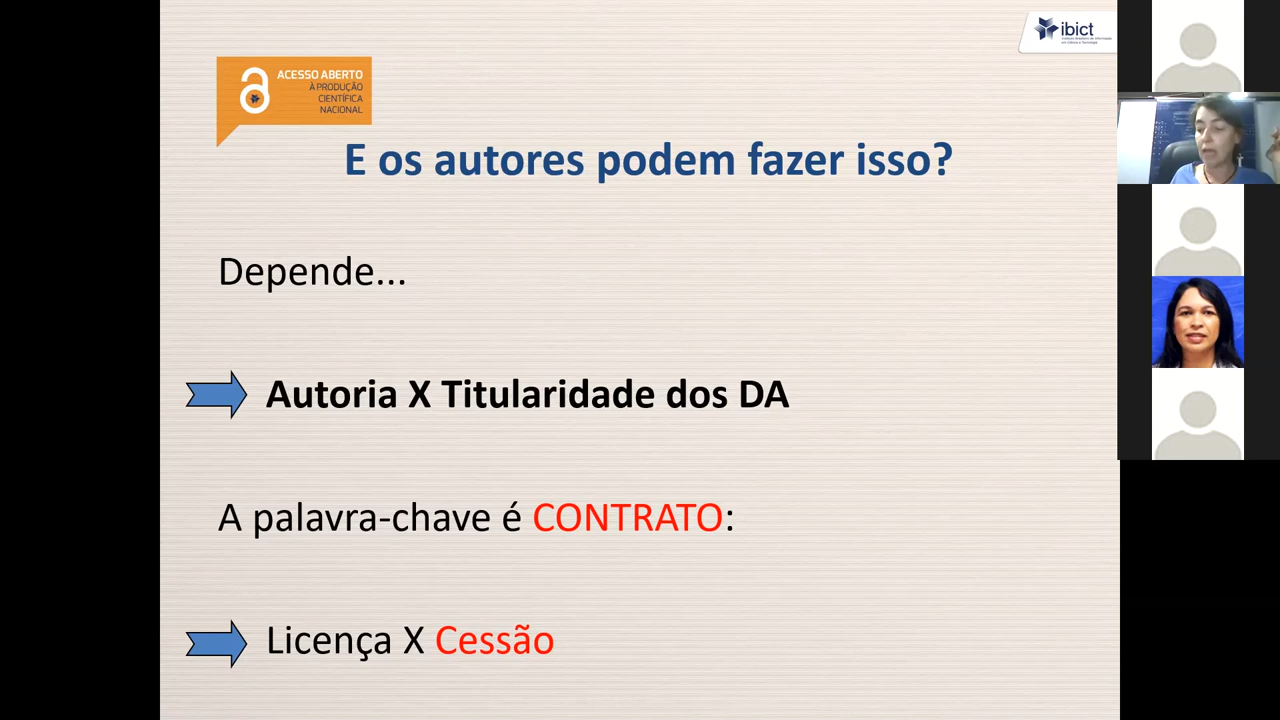 ibict
ACESSO ABERTO
À PRODUÇÃO
CIENTÍFICA
NACIONAL
E os autores podem fazer isso?
Depende...
Autoria X Titularidade dos DA
A palavra-chave é CONTRATO:
Licença X Cessão